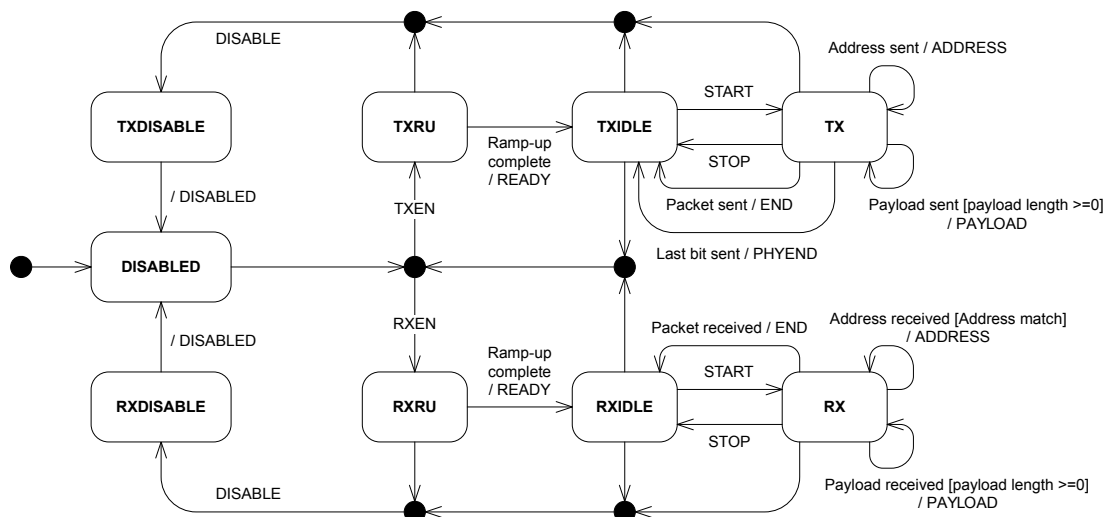 DISABLE
Address sent / ADDRESS
START
TXDISABLE
TXRU
TXIDLE
TX
Ramp-up
complete
/ READY
STOP
/ DISABLED
TXEN
Packet sent / END
Payload sent [payload length >=0]
/ PAYLOAD
Last bit sent / PHYEND
DISABLED
RXEN
Packet received / END
Address received [Address match]
/ ADDRESS
/ DISABLED
Ramp-up
complete
/ READY
START
RXDISABLE
RXRU
RXIDLE
RX
STOP
DISABLE
Payload received [payload length >=0]
/ PAYLOAD